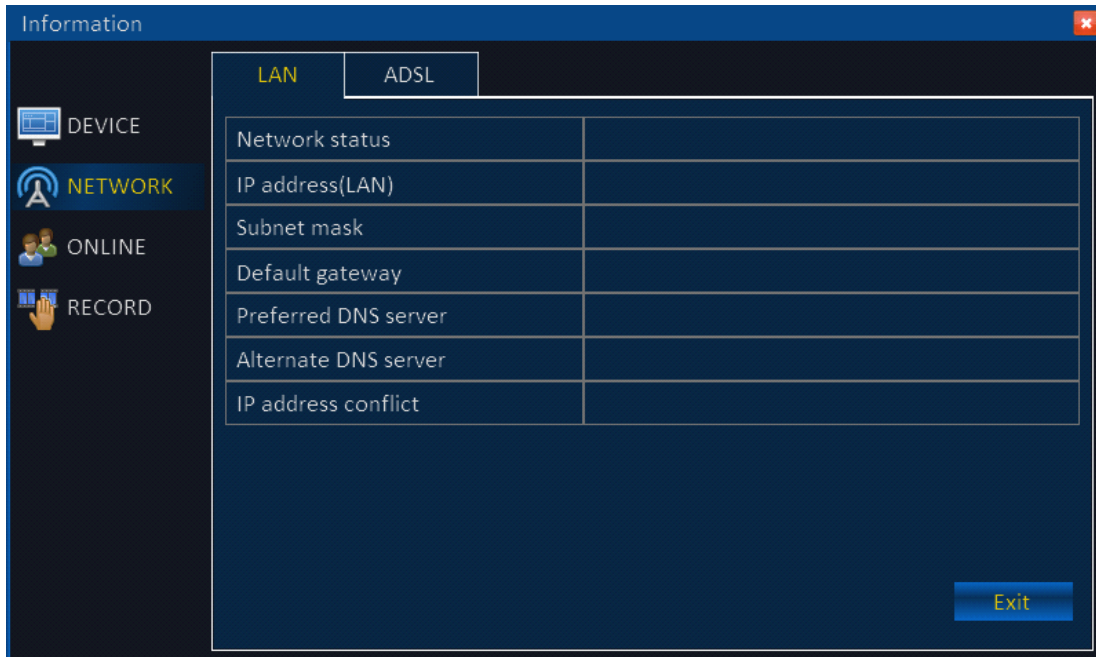 Information
LAN ADSL
DEVICE
NETWORK
ONLINE
RECORD
Network status
IP address(LAN)
Subnet mask
Default gateway
Preferred DNS server
Alternate DNS server
IP address conflict
Exit